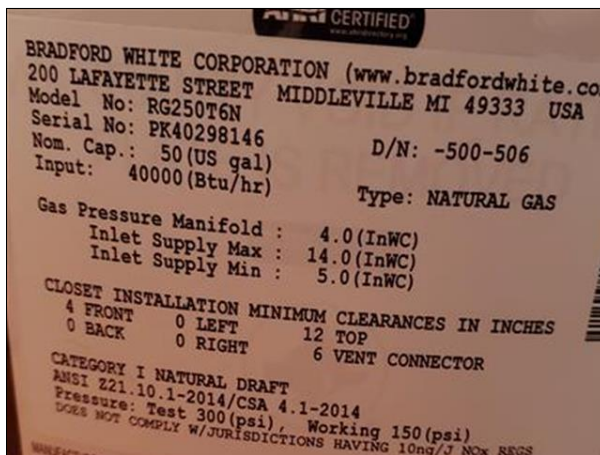 AHRI CERTIFIED®
www.ahridirectory.org
BRADFORD WHITE CORPORATION (www.bradfordwhite.co
200 LAFAYETTE STREET MIDDLEVILLE MI 49333 USA
Model No: RG250T6N
Serial No: PK40298146 D/N: -500-506
Nom. Cap.: 50(US gal)
Input: 40000(Btu/hr) Type: NATURAL GAS
Gas Pressure Manifold : 4.0(InWC)
Inlet Supply Max : 14.0(InWC)
Inlet Supply Min : 5.0(InWC)
CLOSET INSTALLATION MINIMUM CLEARANCES IN INCHES
4 FRONT 0 LEFT 12 TOP
0 BACK 0 RIGHT 6 VENT CONNECTOR
CATEGORY I NATURAL DRAFT
ANSI Z21.10.1-2014/CSA 4.1-2014
Pressure: Test 300(psi), Working 150(psi)
DOES NOT COMPLY W/JURISDICTIONS HAVING 10ng/J NOx REGS